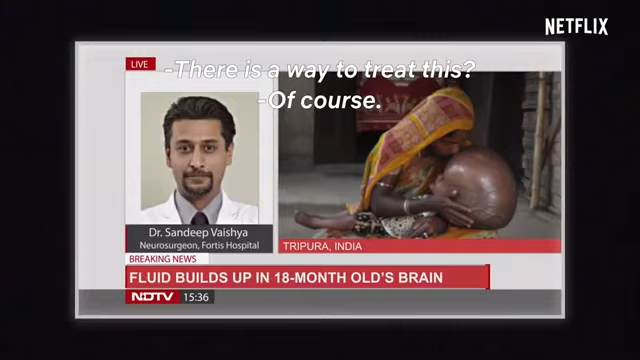 NETFLIX
LIVE
-There is a way to treat this?
-Of course.
Dr. Sandeep Vaishya
Neurosurgeon, Fortis Hospital
TRIPURA, INDIA
BREAKING NEWS
FLUID BUILDS UP IN 18-MONTH OLD'S BRAIN
NDTV 15:36